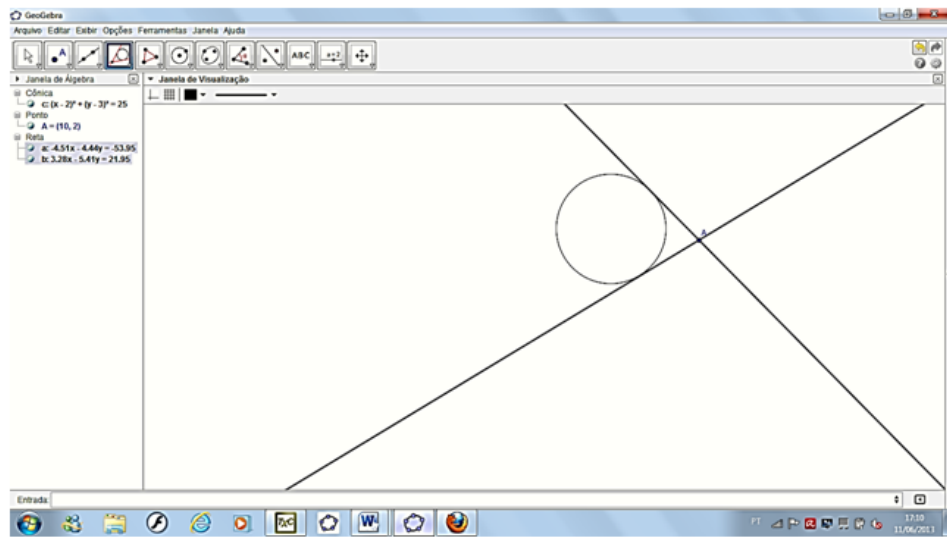 GeoGebra
Arquivo Editar Exibir Opções Ferramentas Janela Ajuda
A ABC a=2
Janela de Álgebra
Janela de Visualização
Cônica
c: (x - 2)² + (y - 3)² = 25
Ponto
A = (10, 2)
Reta
a: -4.51x - 4.44y = -53.95
b: 3.28x - 5.41y = 21.95
A
Entrada:
W
PT
17:10
11/06/2013